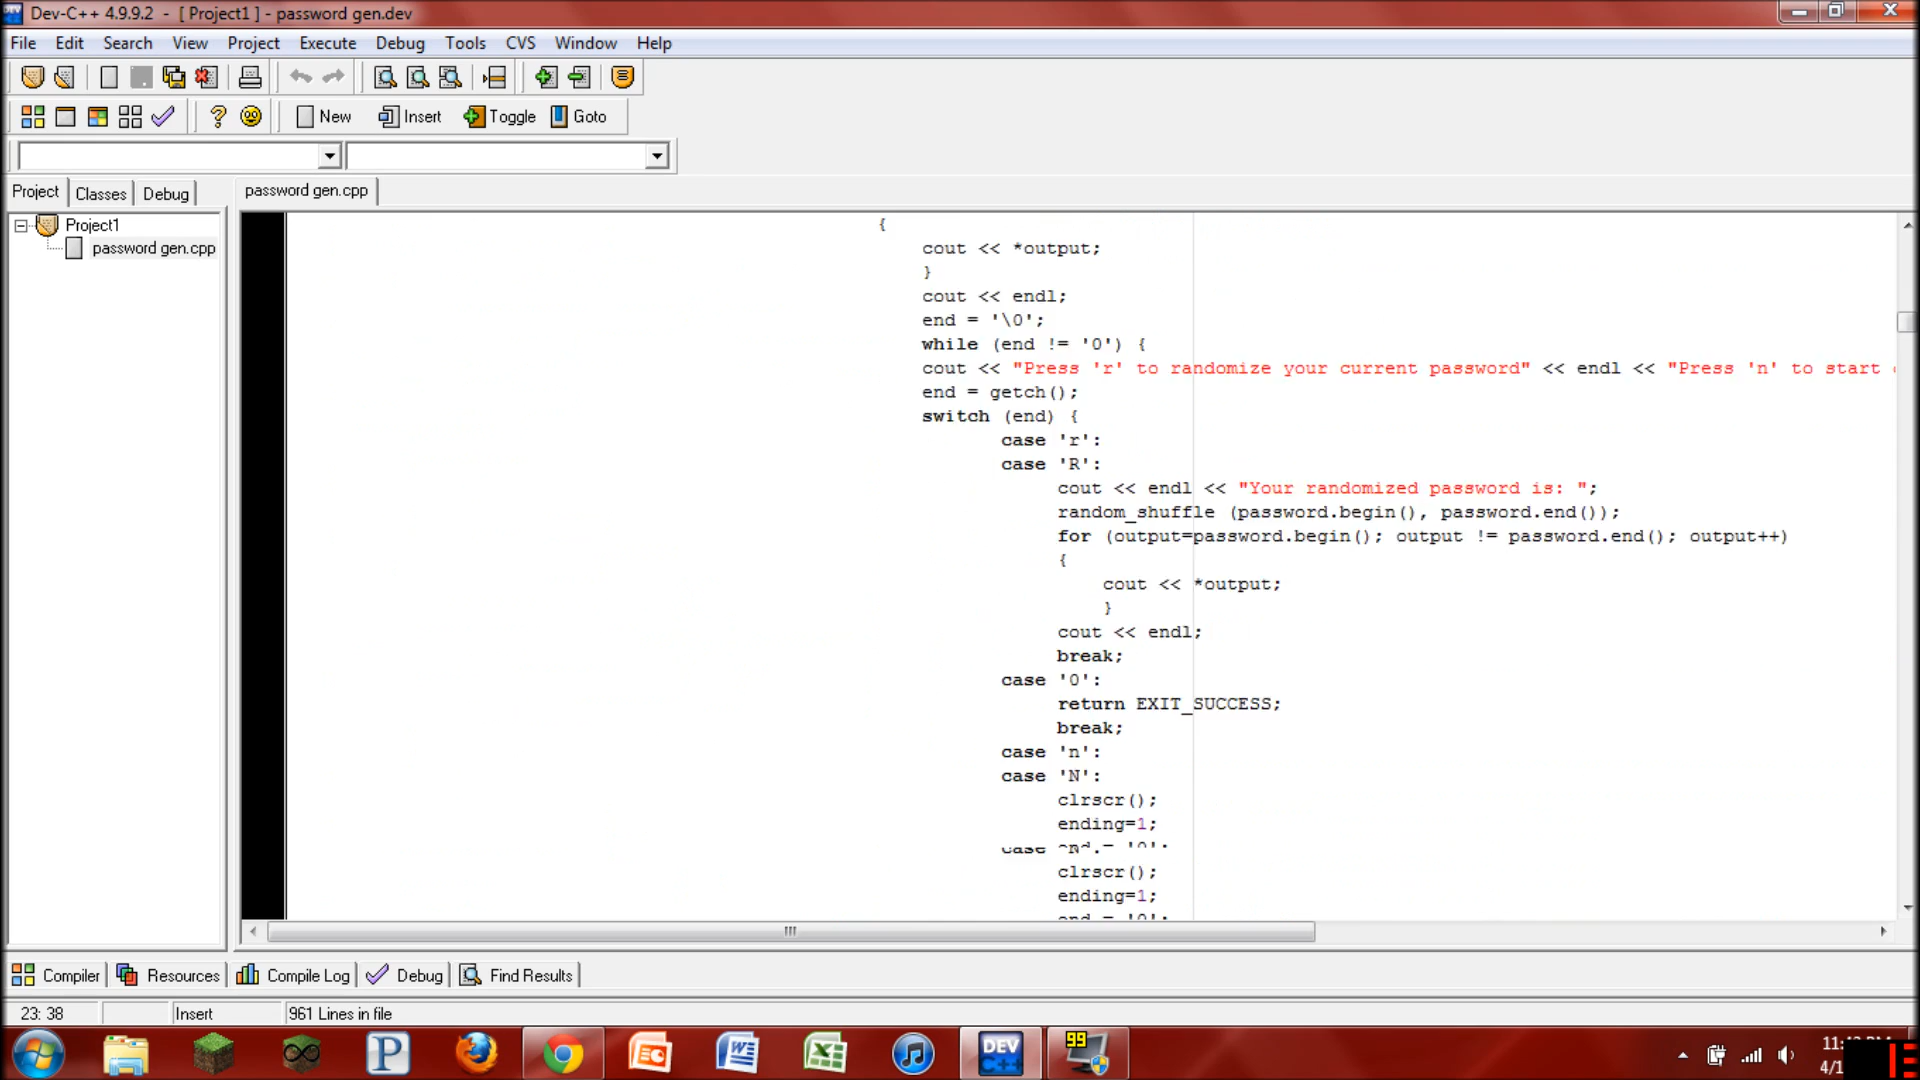 Dev-C++ 4.9.9.2 - [ Project1 ] - password gen.dev
File Edit Search View Project Execute Debug Tools CVS Window Help
New Insert Toggle Goto
Project Classes Debug
password gen.cpp
Project1
password gen.cpp
{
cout << *output;
}
cout << endl;
end = '\0';
while (end != '0') {
cout << "Press 'r' to randomize your current password" << endl << "Press 'n' to start
end = getch();
switch (end) {
case 'r':
case 'R':
cout << endl << "Your randomized password is: ";
random_shuffle (password.begin(), password.end());
for (output=password.begin(); output != password.end(); output++)
{
cout << *output;
}
cout << endl;
break;
case '0':
return EXIT_SUCCESS;
break;
case 'n':
case 'N':
clrscr();
ending=1;
clrscr();
ending=1;
Compiler Resources Compile Log Debug Find Results
23: 38 Insert 961 Lines in file
P W X DEV C++ 99